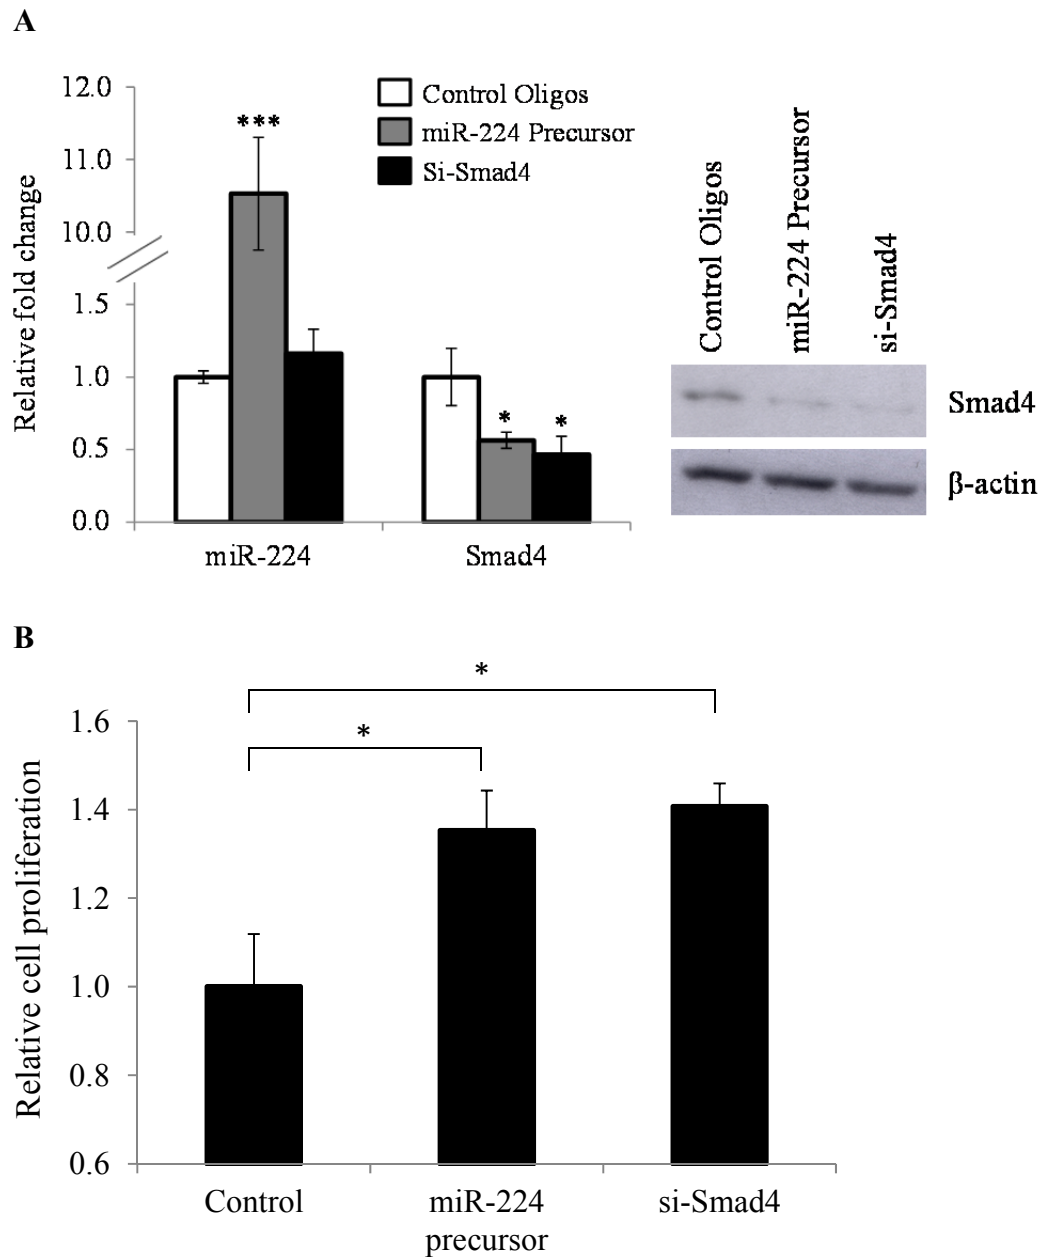 A
Relative fold change
12.0
11.0
10.0
1.5
1.0
0.5
0.0
***
*
*
Control Oligos
miR-224 Precursor
Si-Smad4
miR-224
Smad4
Control Oligos
miR-224 Precursor
si-Smad4
Smad4
β-actin
B
Relative cell proliferation
1.6
1.4
1.2
1.0
0.8
0.6
*
*
Control
miR-224
precursor
si-Smad4